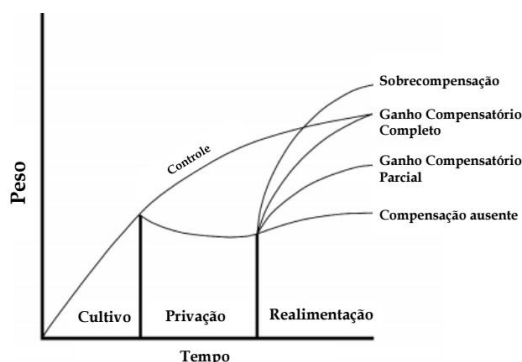 Sobrecompensação
Ganho Compensatório
Completo
Controle
Ganho Compensatório
Parcial
Compensação ausente
Peso
Cultivo
Privação
Realimentação
Tempo